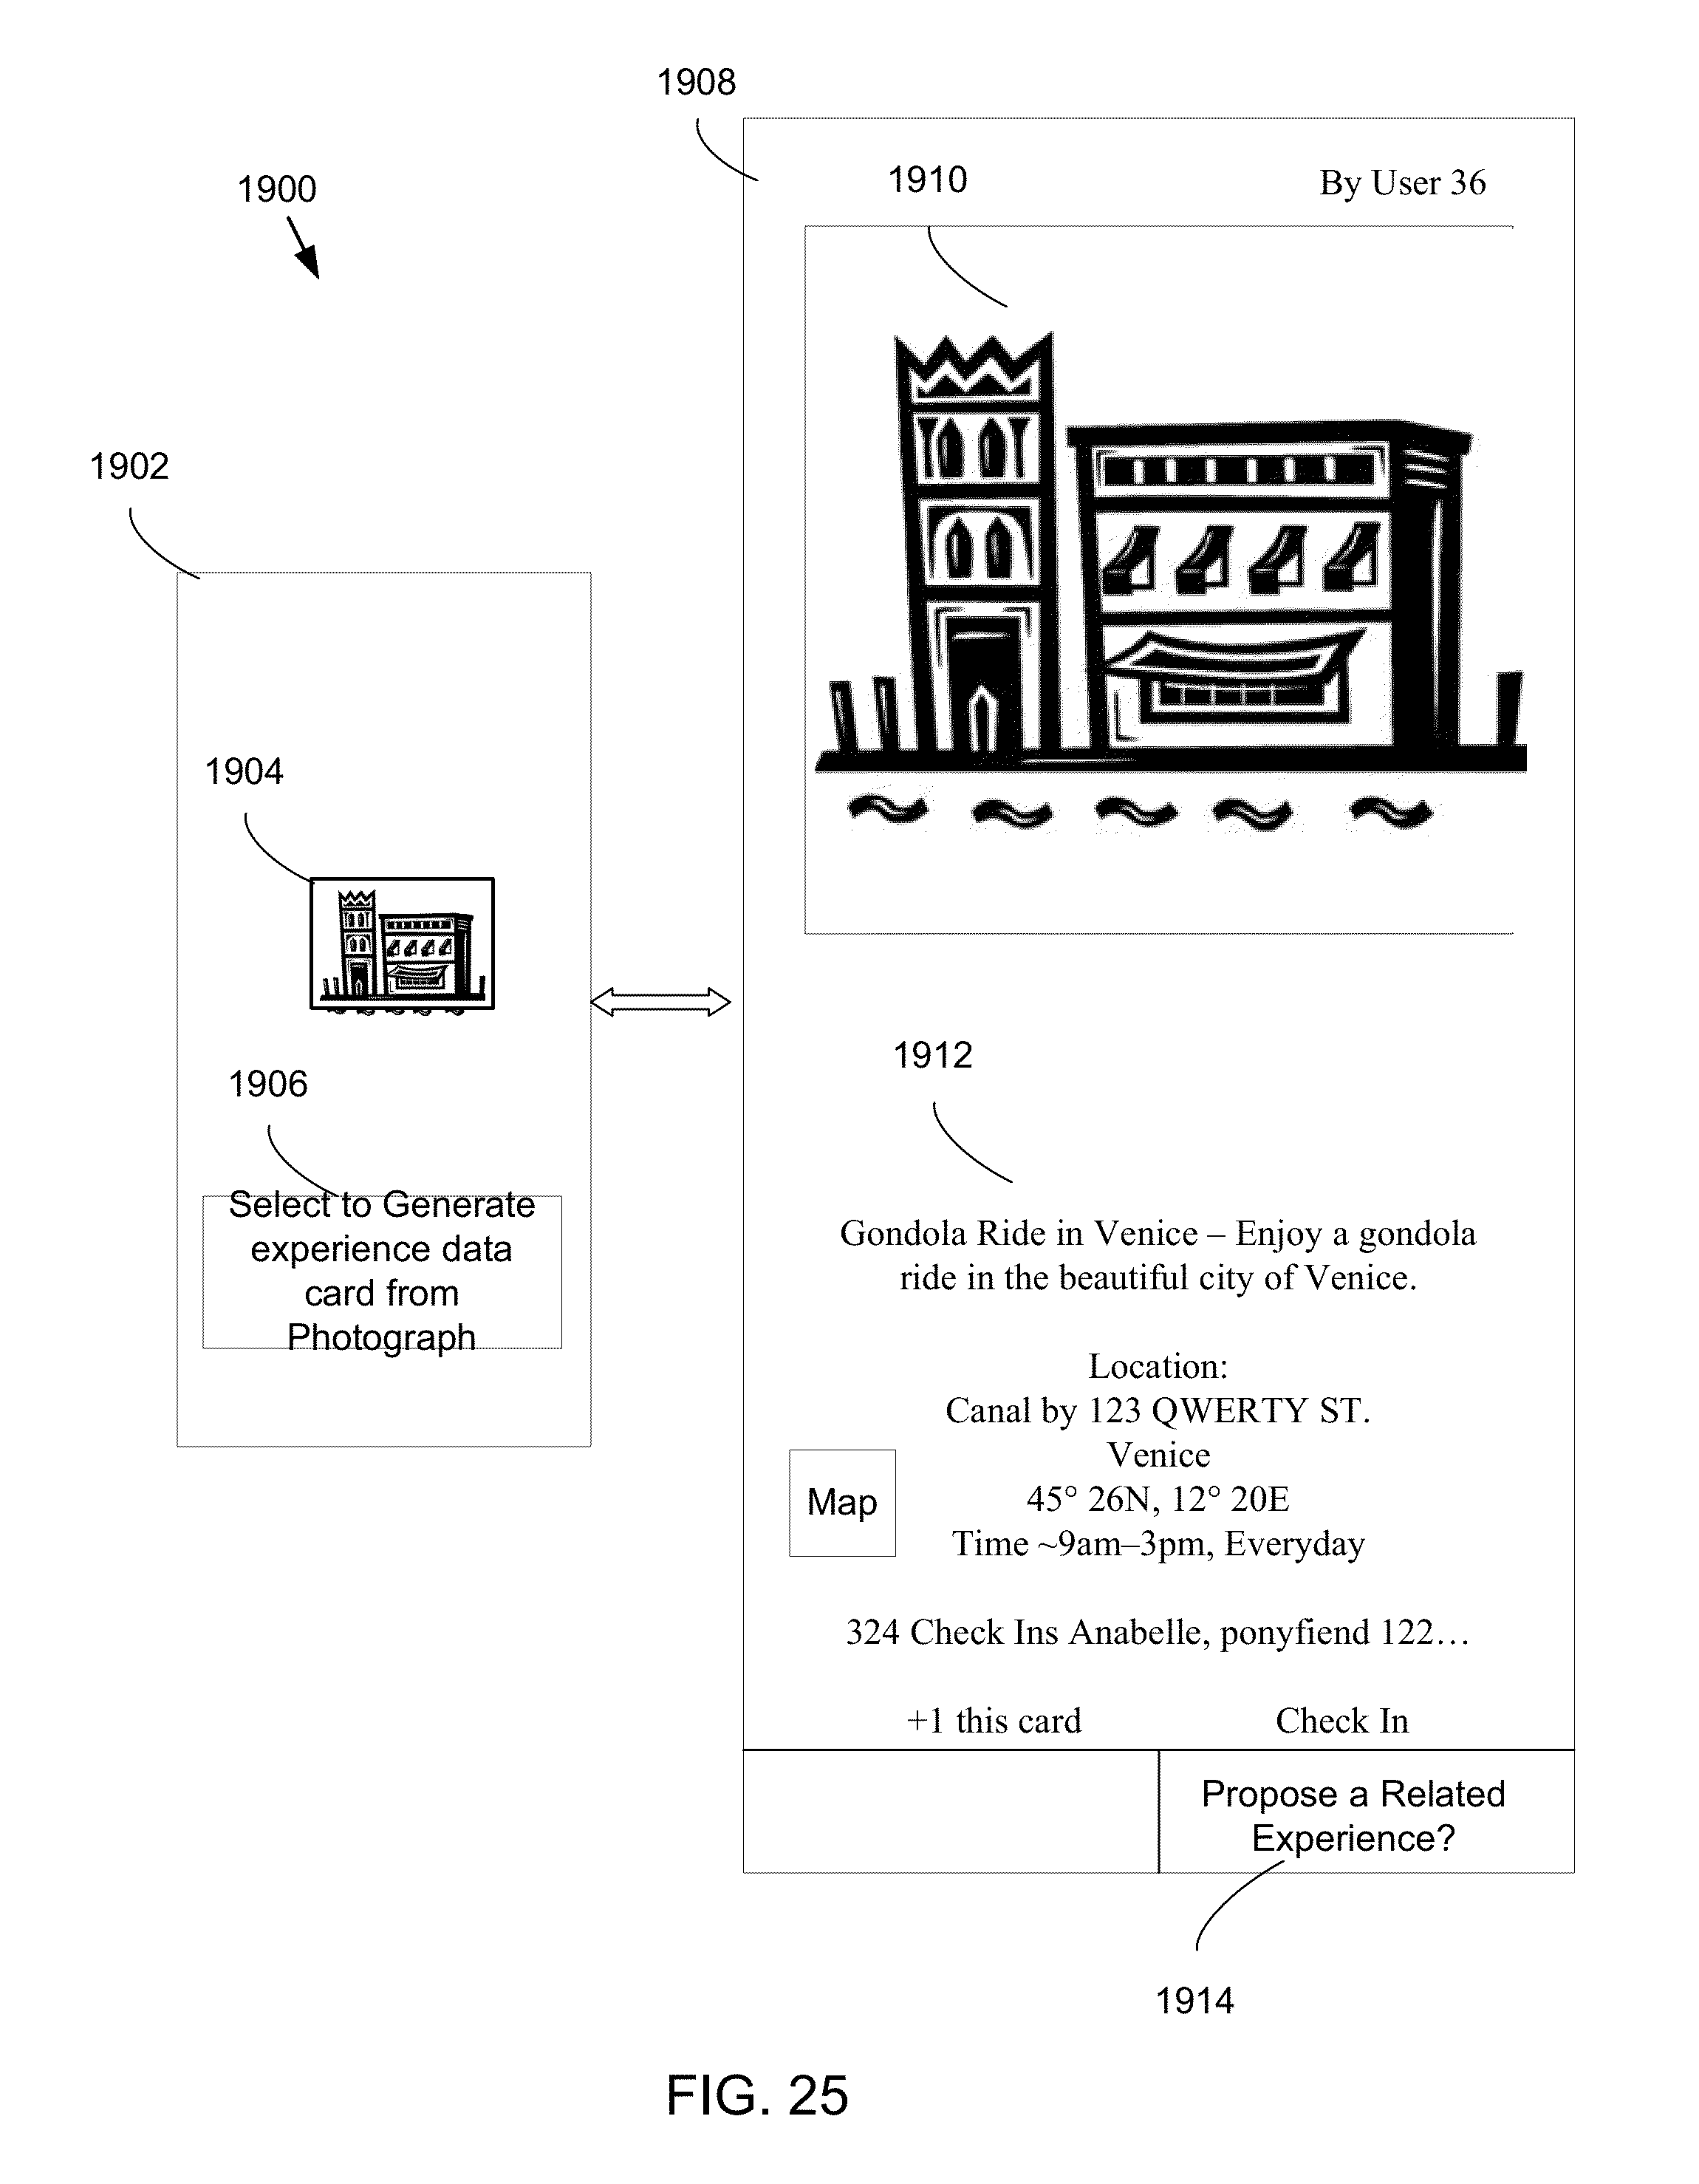 1908
1910
By User 36
1900
1902
1904
1906
Select to Generate
experience data
card from
Photograph
1912
Gondola Ride in Venice – Enjoy a gondola
ride in the beautiful city of Venice.
Location:
Canal by 123 QWERTY ST.
Venice
Map
45° 26N, 12° 20E
Time ~9am–3pm, Everyday
324 Check Ins Anabelle, ponyfiend 122…
+1 this card
Check In
Propose a Related
Experience?
1914
FIG. 25